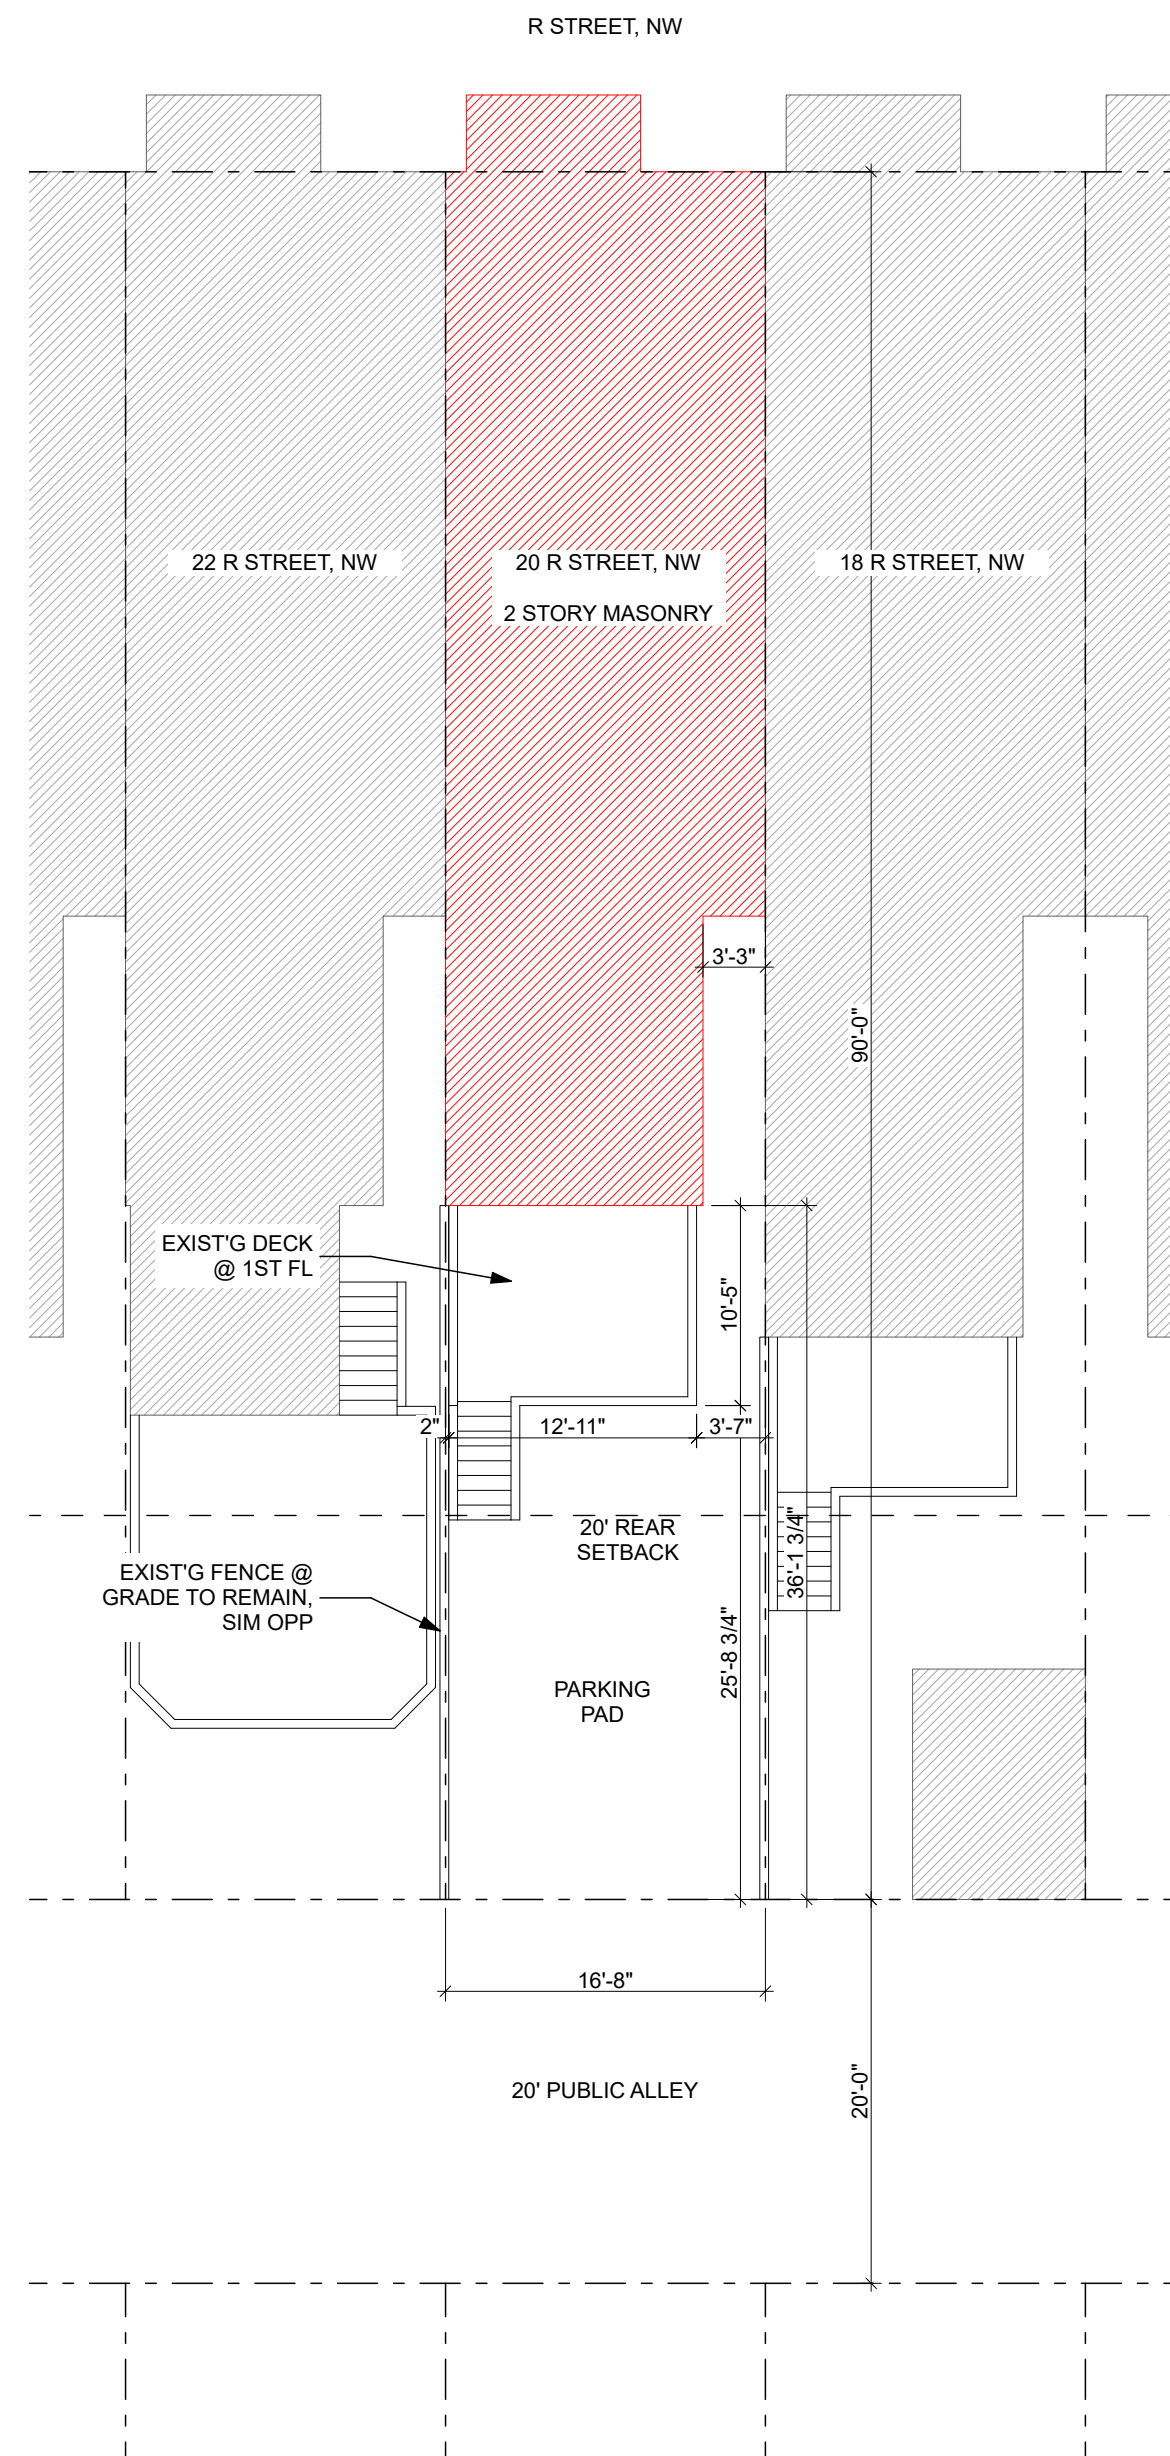 R STREET, NW
22 R STREET, NW
20 R STREET, NW
18 R STREET, NW
2 STORY MASONRY
3'-3"
90'-0"
EXIST'G DECK
@ 1ST FL
10'-5"
2"
12'-11"
3'-7"
20' REAR
SETBACK
36'-1 3/4"
EXIST'G FENCE @
GRADE TO REMAIN,
SIM OPP
25'-8 3/4"
PARKING
PAD
16'-8"
20' PUBLIC ALLEY
20'-0"